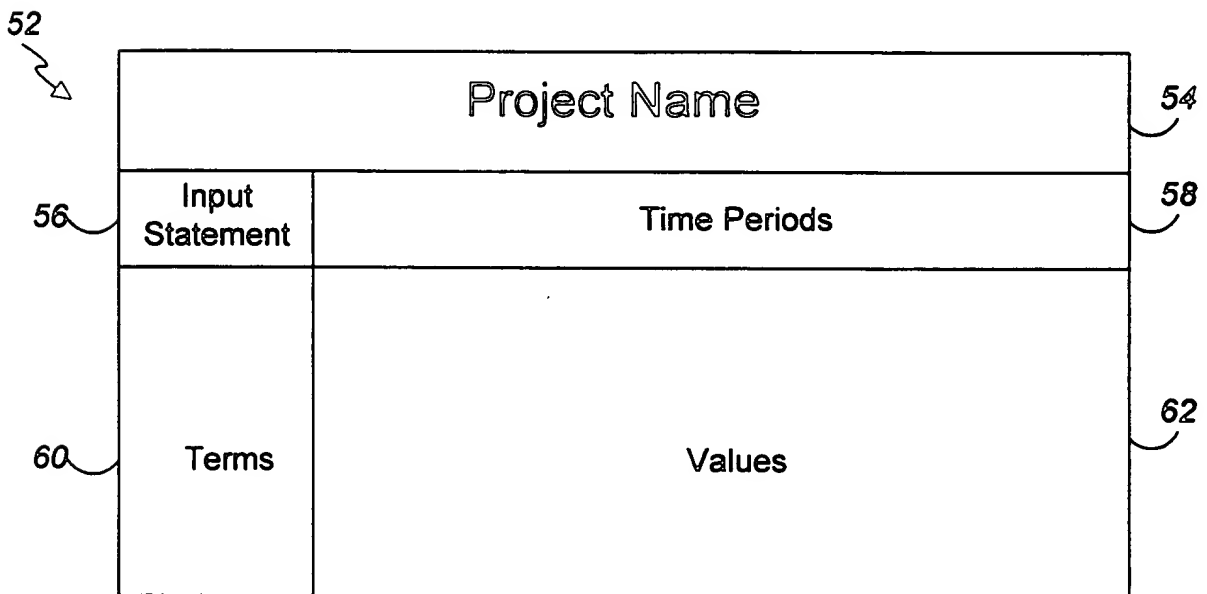 52
Project Name
54
56
Input
Statement
Time Periods
58
60
Terms
Values
62